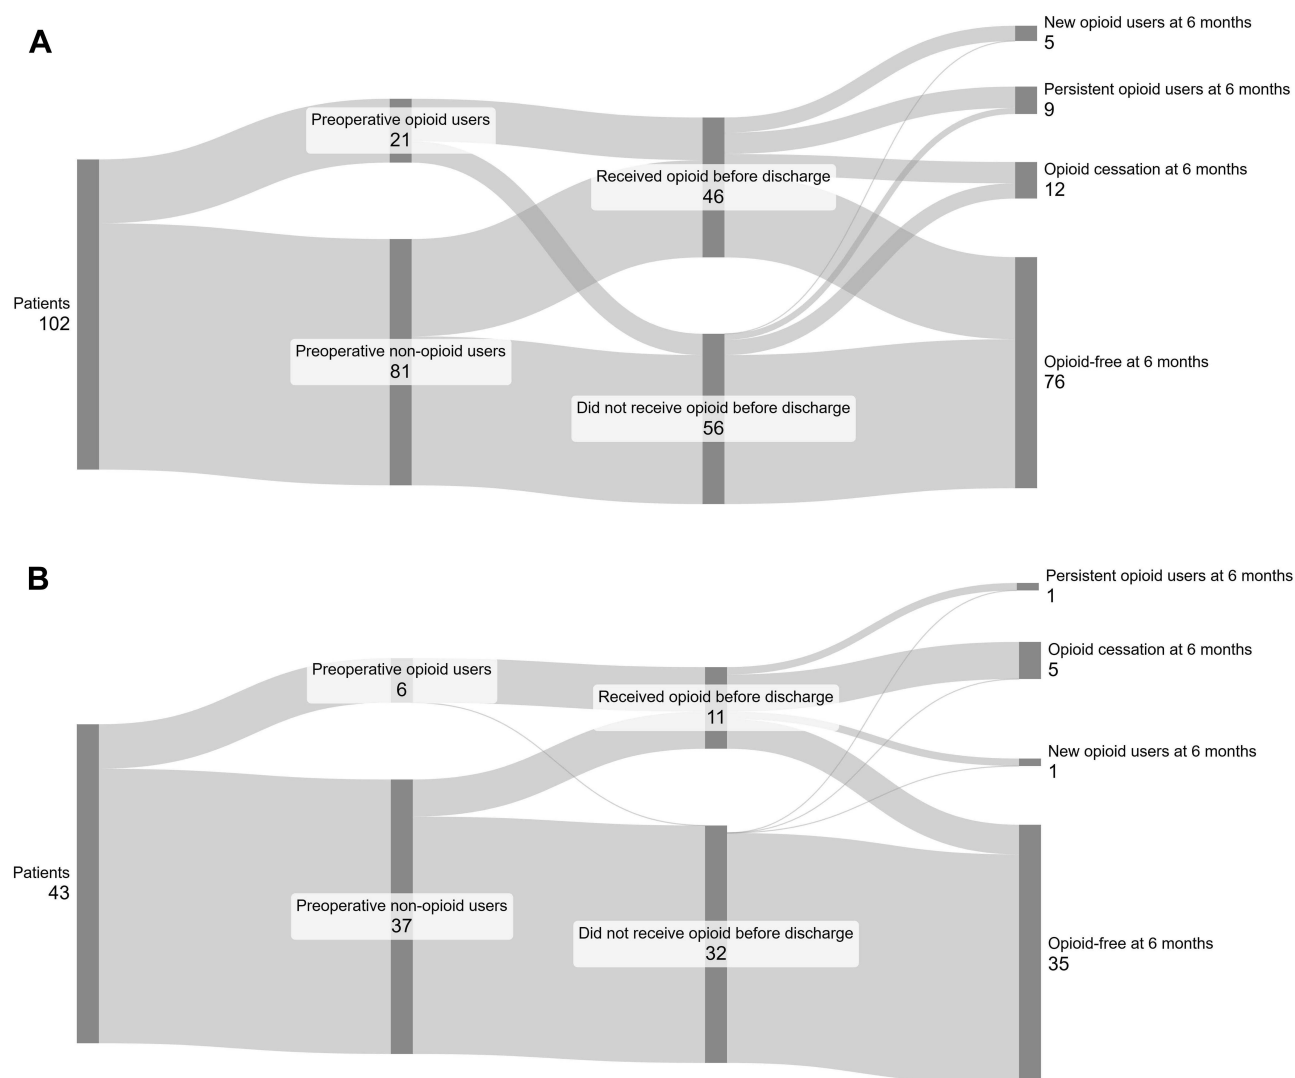 A
New opioid users at 6 months
5
Persistent opioid users at 6 months
9
Preoperative opioid users
21
Opioid cessation at 6 months
12
Received opioid before discharge
46
Patients
102
Preoperative non-opioid users
81
Opioid-free at 6 months
76
Did not receive opioid before discharge
56
B
Persistent opioid users at 6 months
1
Opioid cessation at 6 months
5
Preoperative opioid users
6
Received opioid before discharge
11
New opioid users at 6 months
1
Patients
43
Preoperative non-opioid users
37
Did not receive opioid before discharge
32
Opioid-free at 6 months
35